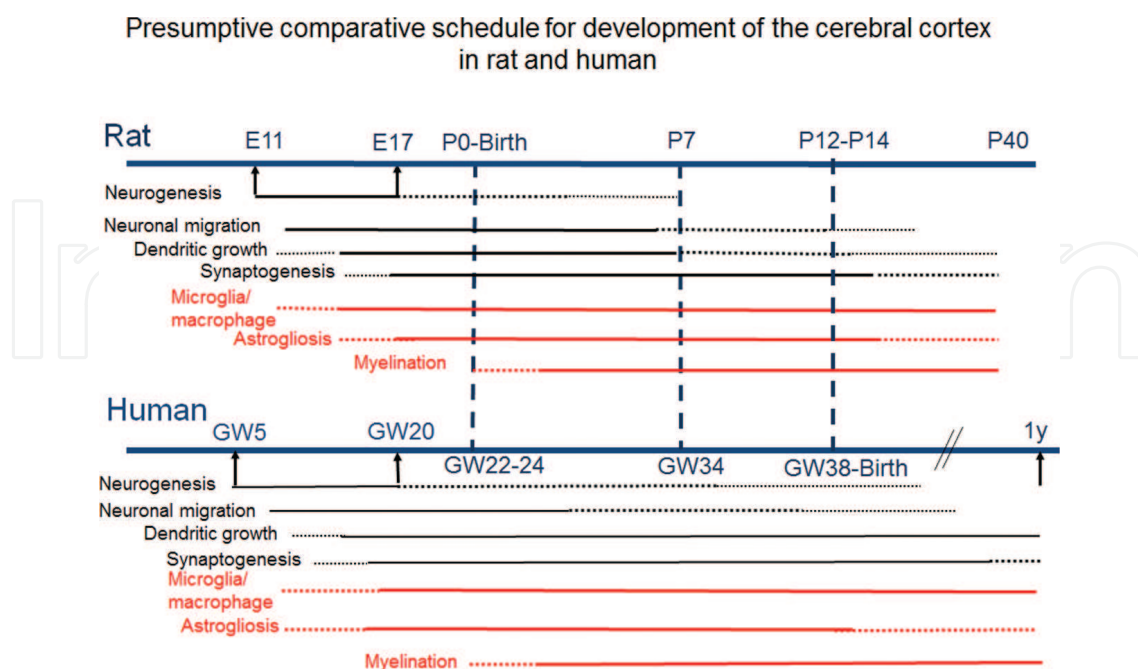 Presumptive comparative schedule for development of the cerebral cortex
in rat and human
Rat
E11 E17 P0-Birth P7 P12-P14 P40
Neurogenesis
Neuronal migration
Dendritic growth
Synaptogenesis
Microglia/
macrophage
Astrogliosis
Myelination
Human
GW5 GW20 1y
GW22-24 GW34 GW38-Birth
Neurogenesis
Neuronal migration
Dendritic growth
Synaptogenesis
Microglia/
macrophage
Astrogliosis
Myelination